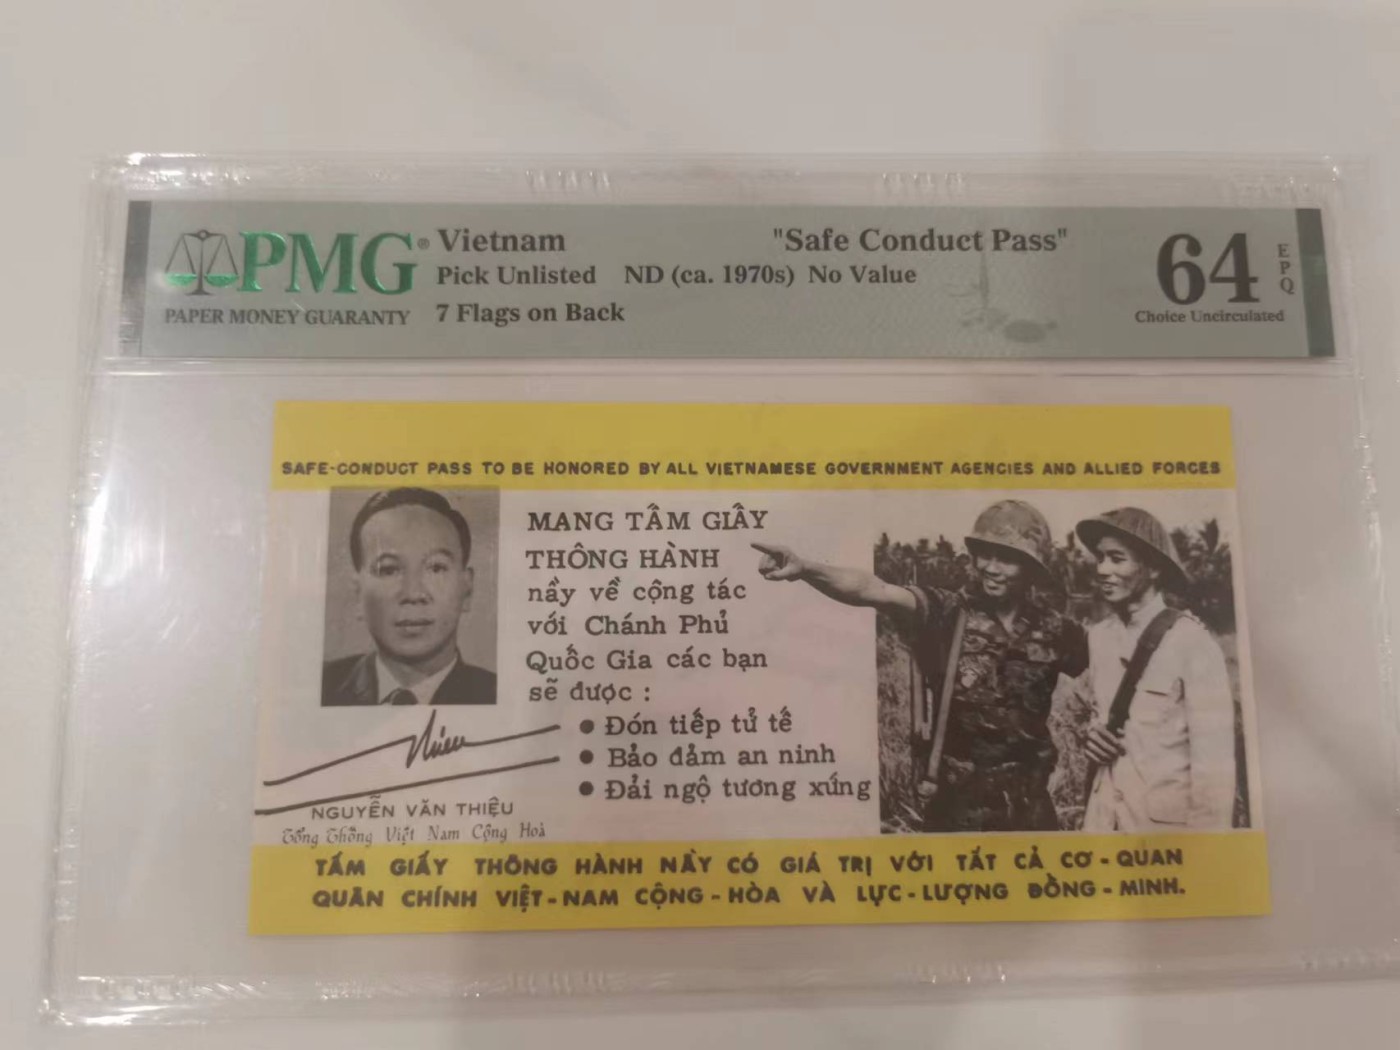 PMG® Vietnam "Safe Conduct Pass" 64 EPQ
Pick Unlisted ND (ca. 1970s) No Value
PAPER MONEY GUARANTY 7 Flags on Back Choice Uncirculated
SAFE-CONDUCT PASS TO BE HONORED BY ALL VIETNAMESE GOVERNMENT AGENCIES AND ALLIED FORCES
MANG TẤM GIẤY
THÔNG HÀNH
nầy về cộng tác
với Chánh Phủ
Quốc Gia các bạn
sẽ được :
● Đón tiếp tử tế
● Bảo đảm an ninh
● Đải ngộ tương xứng
NGUYỄN VĂN THIỆU
Tổng Thống Việt Nam Cộng Hoà
TẤM GIẤY THÔNG HÀNH NẦY CÓ GIÁ TRỊ VỚI TẤT CẢ CƠ - QUAN
QUÂN CHÍNH VIỆT - NAM CỘNG - HÒA VÀ LỰC - LƯỢNG ĐỒNG - MINH.